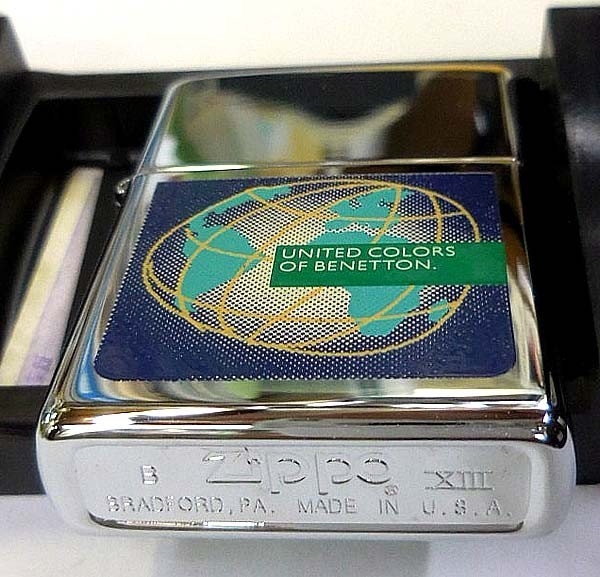 UNITED COLORS
OF BENETTON.
B Zippo® XIII
BRADFORD, PA. MADE IN U.S.A.